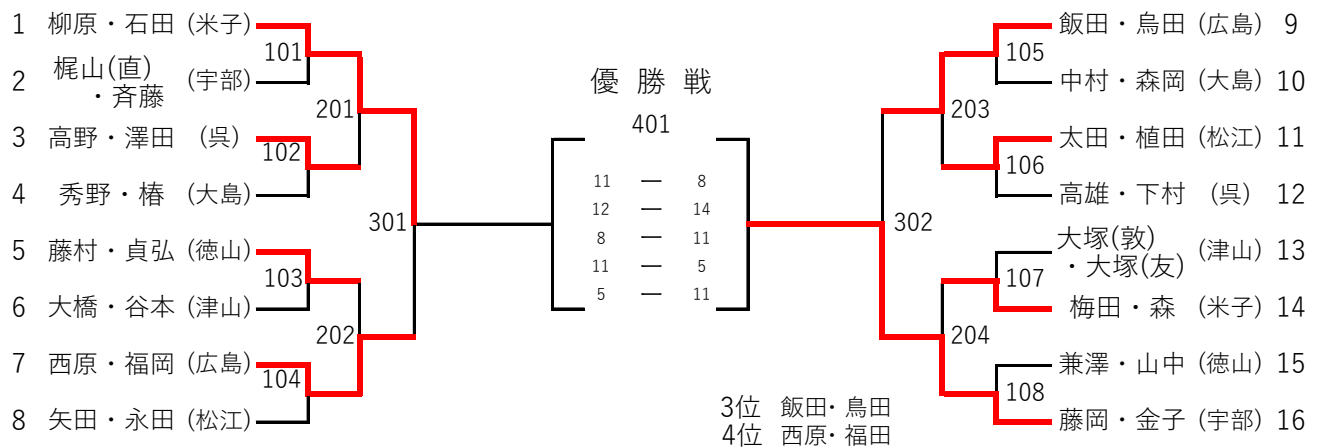 1 柳原・石田 (米子)
101
2 梶山(直)・斉藤 (宇部)
201
3 高野・澤田 (呉)
102
4 秀野・椿 (大島)
301
5 藤村・貞弘 (徳山)
103
6 大橋・谷本 (津山)
202
7 西原・福岡 (広島)
104
8 矢田・永田 (松江)
優 勝 戦
401
11 ― 8
12 ― 14
8 ― 11
11 ― 5
5 ― 11
飯田・鳥田 (広島) 9
105
中村・森岡 (大島) 10
203
太田・植田 (松江) 11
106
高雄・下村 (呉) 12
302
大塚(敦)・大塚(友) (津山) 13
107
梅田・森 (米子) 14
204
兼澤・山中 (徳山) 15
108
藤岡・金子 (宇部) 16
3位 飯田・鳥田
4位 西原・福田